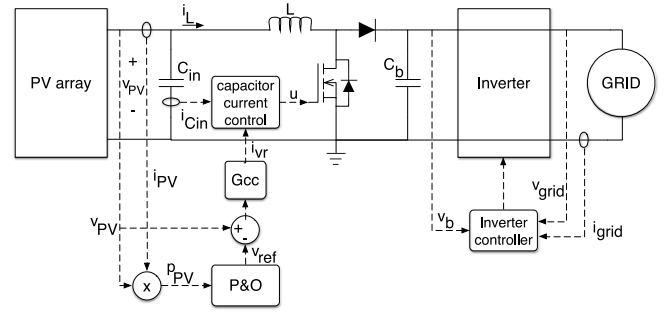 i_L
L
PV array
+
v_PV
-
C_in
i_Cin
capacitor
current
control
u
C_b
Inverter
GRID
i_PV
i_vr
Gcc
v_PV
+
-
v_ref
x
p_PV
P&O
v_b
Inverter
controller
v_grid
i_grid